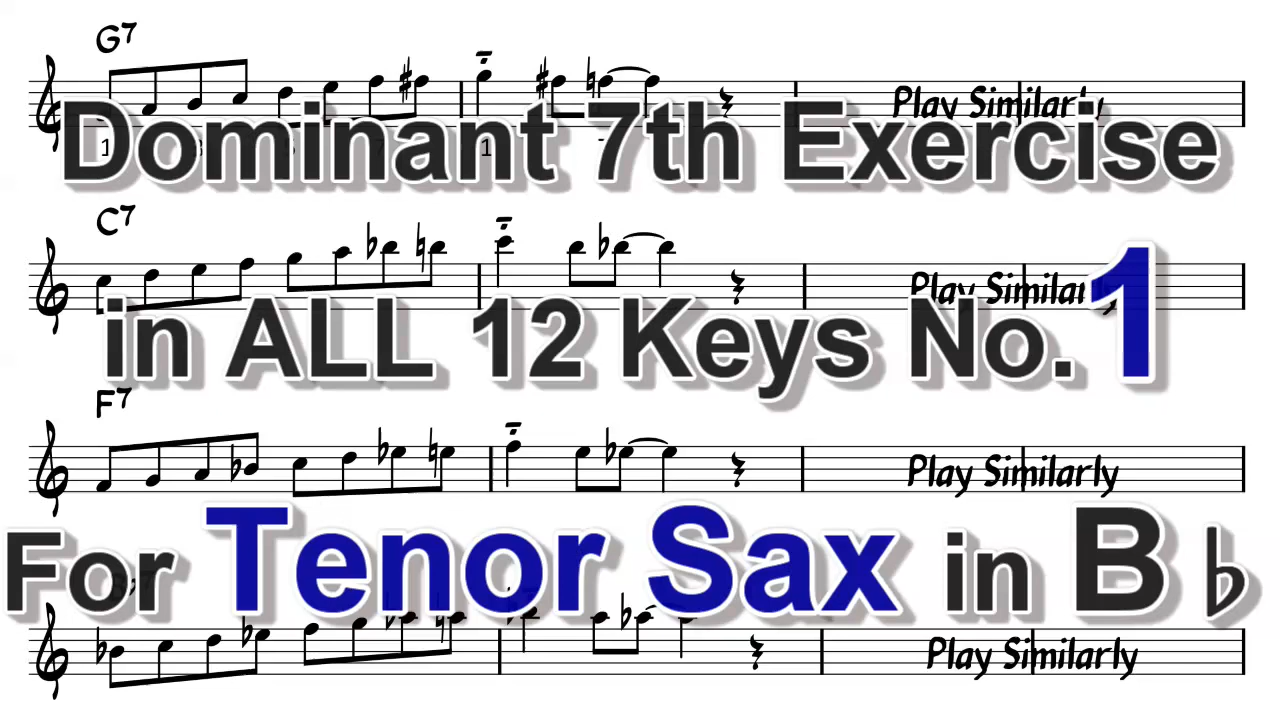 G7
Play Similarly
Dominant 7th Exercise
C7
Play Similarly
in ALL 12 Keys No. 1
F7
Play Similarly
For Tenor Sax in B♭
Play Similarly